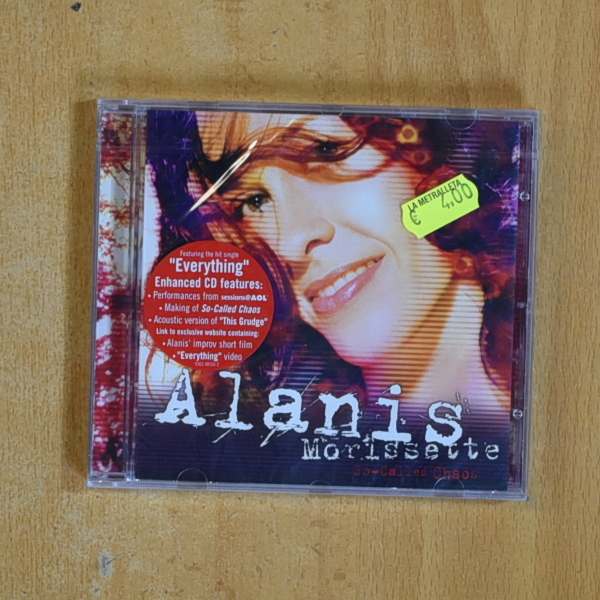 LA METRALLETA
€ 4,00
Featuring the hit single
"Everything"
Enhanced CD features:
• Performances from sessions@AOL
• Making of So-Called Chaos
• Acoustic version of "This Grudge"
Link to exclusive website containing:
• Alanis' improv short film
• "Everything" video
Alanis
Morissette
So-Called Chaos